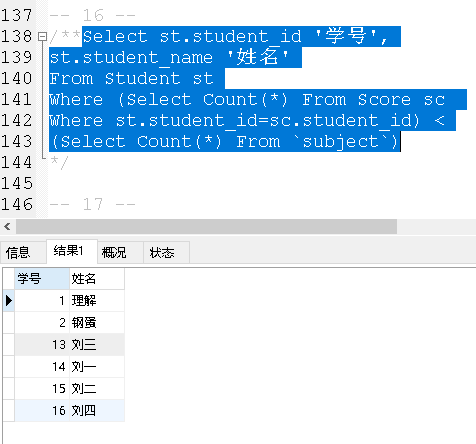 137 -- 16 --
138 /**Select st.student_id '学号',
139 st.student_name '姓名'
140 From Student st
141 Where (Select Count(*) From Score sc
142 Where st.student_id=sc.student_id) <
143 (Select Count(*) From `subject`)
144 */
145
146 -- 17 --
信息 结果1 概况 状态
学号 姓名
1 理解
2 钢蛋
13 刘三
14 刘一
15 刘二
16 刘四